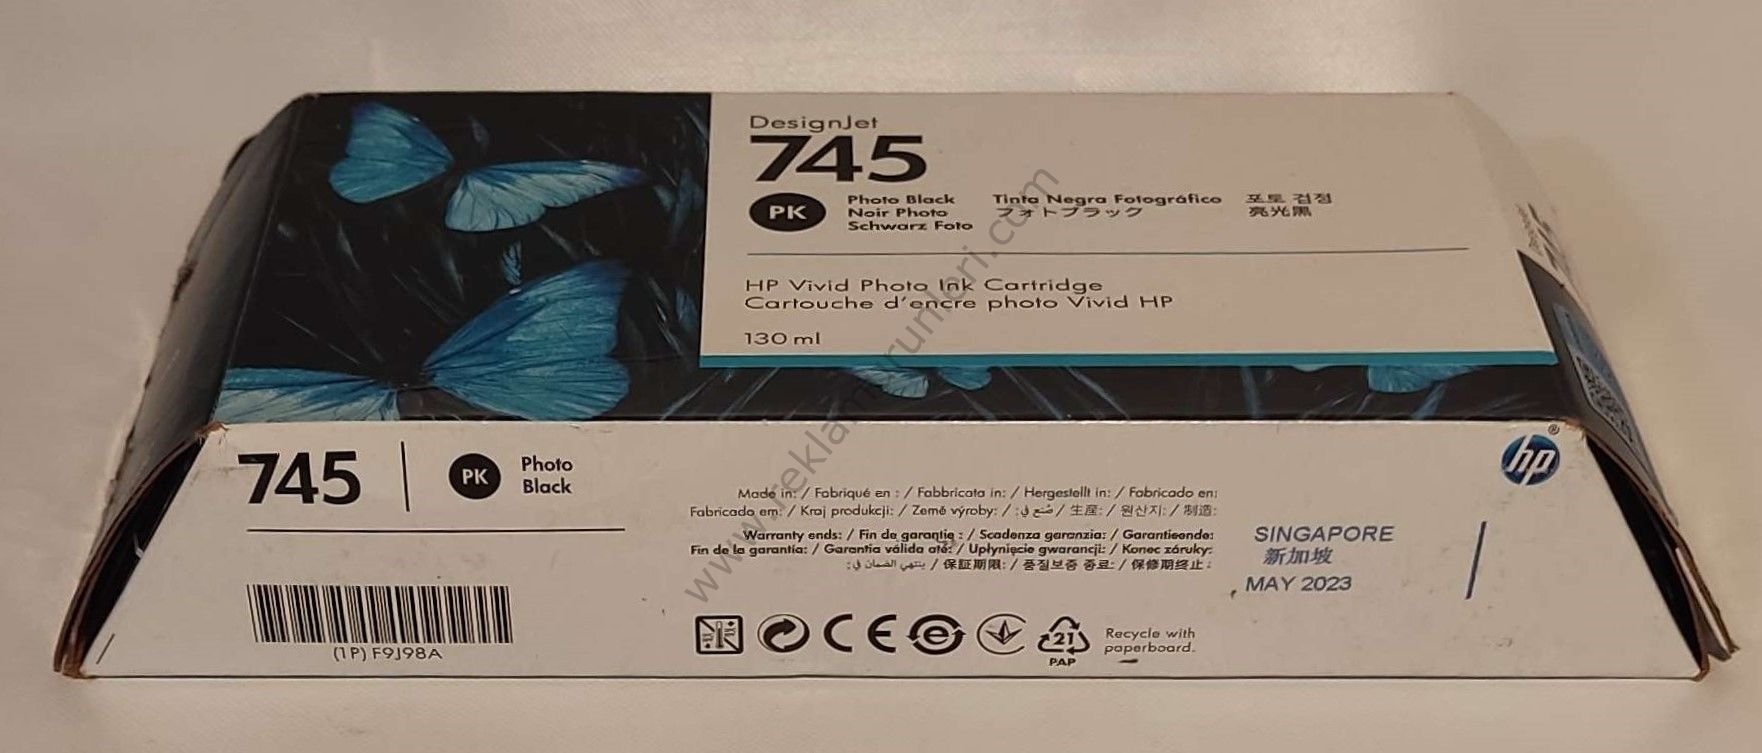 DesignJet
745
PK
Photo Black
Noir Photo
Schwarz Foto
Tinta Negra Fotográfico
フォトブラック
포토 검정
亮光黑
HP Vivid Photo Ink Cartridge
Cartouche d'encre photo Vivid HP
130 ml
745
PK
Photo
Black
(1P) F9J98A
Made in: / Fabriqué en : / Fabbricata in: / Hergestellt in: / Fabricado en:
Fabricado em: / Kraj produkcji: / Země výroby: / صُنع في: / 生産: / 원산지: / 制造:
Warranty ends: / Fin de garantie : / Scadenza garanzia: / Garantieende:
Fin de la garantía: / Garantia válida até: / Upłynięcie gwarancji: / Konec záruky:
ينتهي الضمان في: / 保証期限: / 품질보증 종료: / 保修期终止:
SINGAPORE
新加坡
MAY 2023
hp®
CE
e
21
PAP
Recycle with
paperboard.
www.reklamurunleri.com